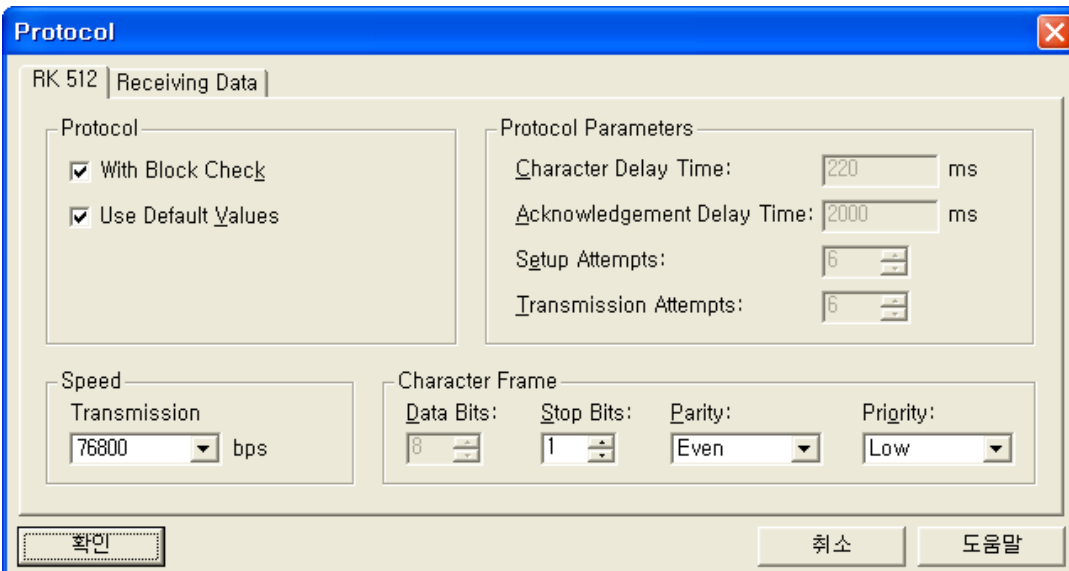 Protocol
RK 512
Receiving Data
Protocol
With Block Check
Use Default Values
Protocol Parameters
Character Delay Time: 220 ms
Acknowledgement Delay Time: 2000 ms
Setup Attempts: 6
Transmission Attempts: 6
Speed
Transmission
76800 bps
Character Frame
Data Bits: Stop Bits: Parity: Priority:
8 1 Even Low
확인 취소 도움말